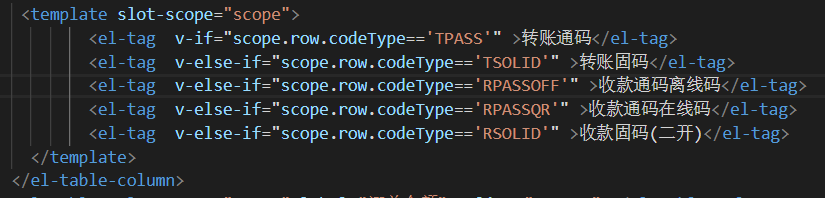 <template slot-scope="scope">
<el-tag v-if="scope.row.codeType=='TPASS'" >转账通码</el-tag>
<el-tag v-else-if="scope.row.codeType=='TSOLID'" >转账固码</el-tag>
<el-tag v-else-if="scope.row.codeType=='RPASSOFF'" >收款通码离线码</el-tag>
<el-tag v-else-if="scope.row.codeType=='RPASSQR'" >收款通码在线码</el-tag>
<el-tag v-else-if="scope.row.codeType=='RSOLID'" >收款固码(二开)</el-tag>
</template>
</el-table-column>